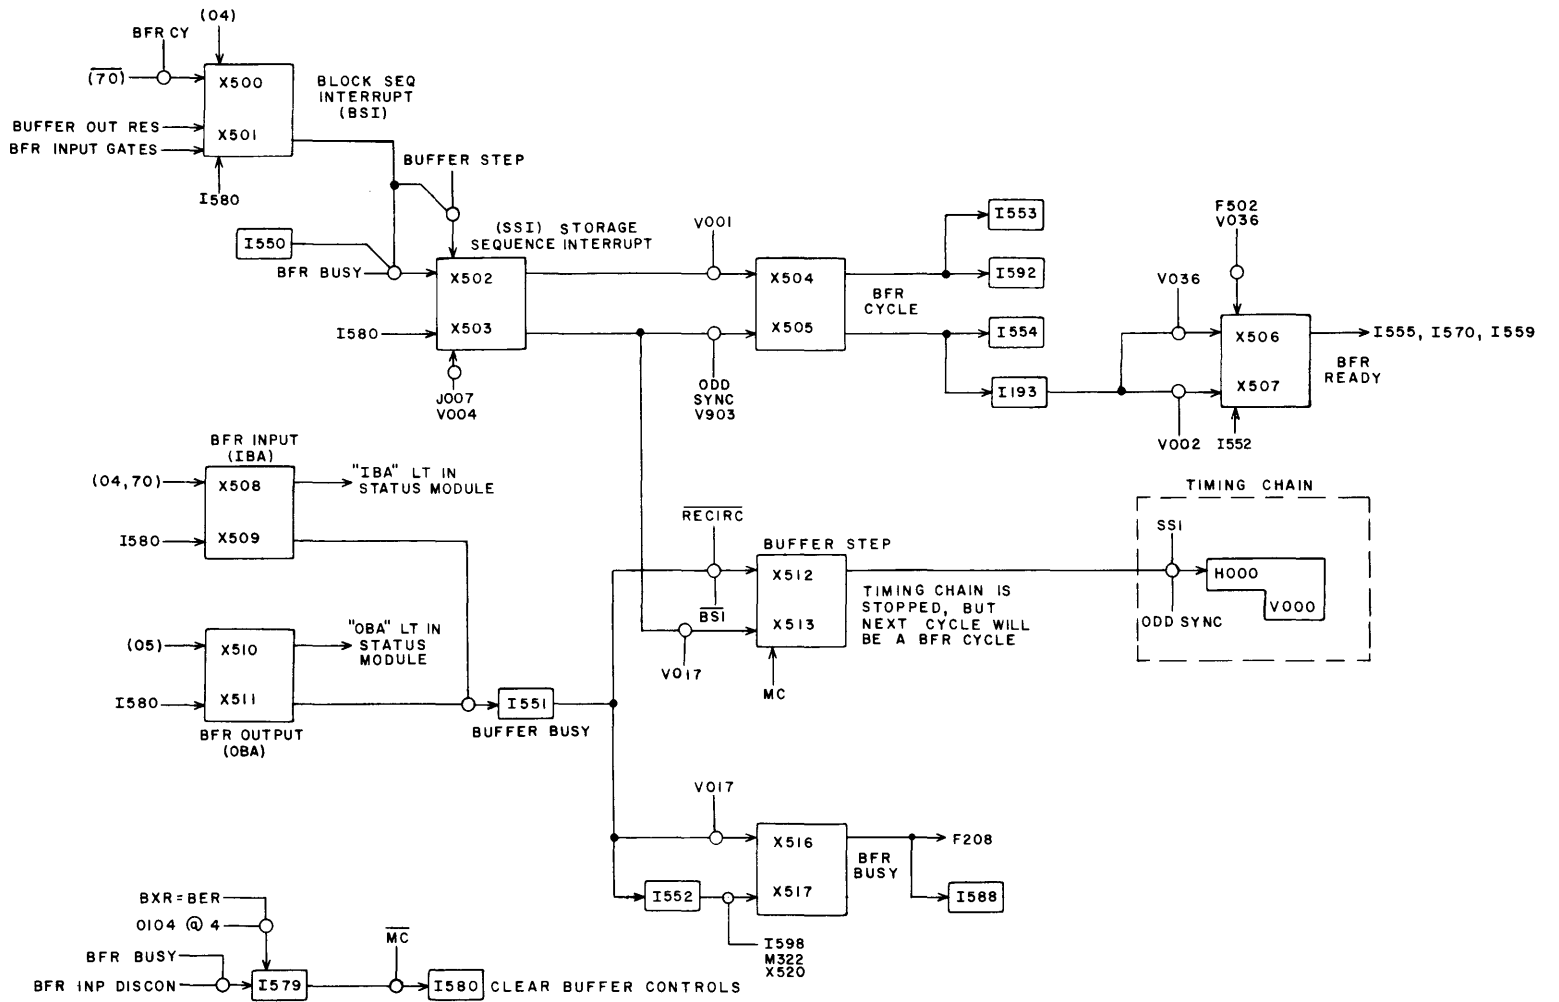 (04)
BFR CY
(70)
X500
X501
BLOCK SEQ
INTERRUPT
(BSI)
BUFFER OUT RES
BFR INPUT GATES
I580
BUFFER STEP
I550
BFR BUSY
(SSI) STORAGE
SEQUENCE INTERRUPT
X502
X503
I580
J007
V004
V001
X504
X505
BFR
CYCLE
ODD
SYNC
V903
I553
I592
I554
I193
F502
V036
V036
X506
X507
V002
I552
I555, I570, I559
BFR
READY
BFR INPUT
(IBA)
(04,70)
X508
X509
I580
"IBA" LT IN
STATUS MODULE
(05)
X510
X511
I580
BFR OUTPUT
(OBA)
"OBA" LT IN
STATUS
MODULE
I551
BUFFER BUSY
RECIRC
BSI
BUFFER STEP
X512
X513
V017
MC
TIMING CHAIN IS
STOPPED, BUT
NEXT CYCLE WILL
BE A BFR CYCLE
TIMING CHAIN
SSI
H000
V000
ODD SYNC
V017
X516
X517
BFR
BUSY
F208
I588
I552
I598
M322
X520
BXR=BER
0104 @ 4
BFR BUSY
BFR INP DISCON
I579
MC
I580
CLEAR BUFFER CONTROLS